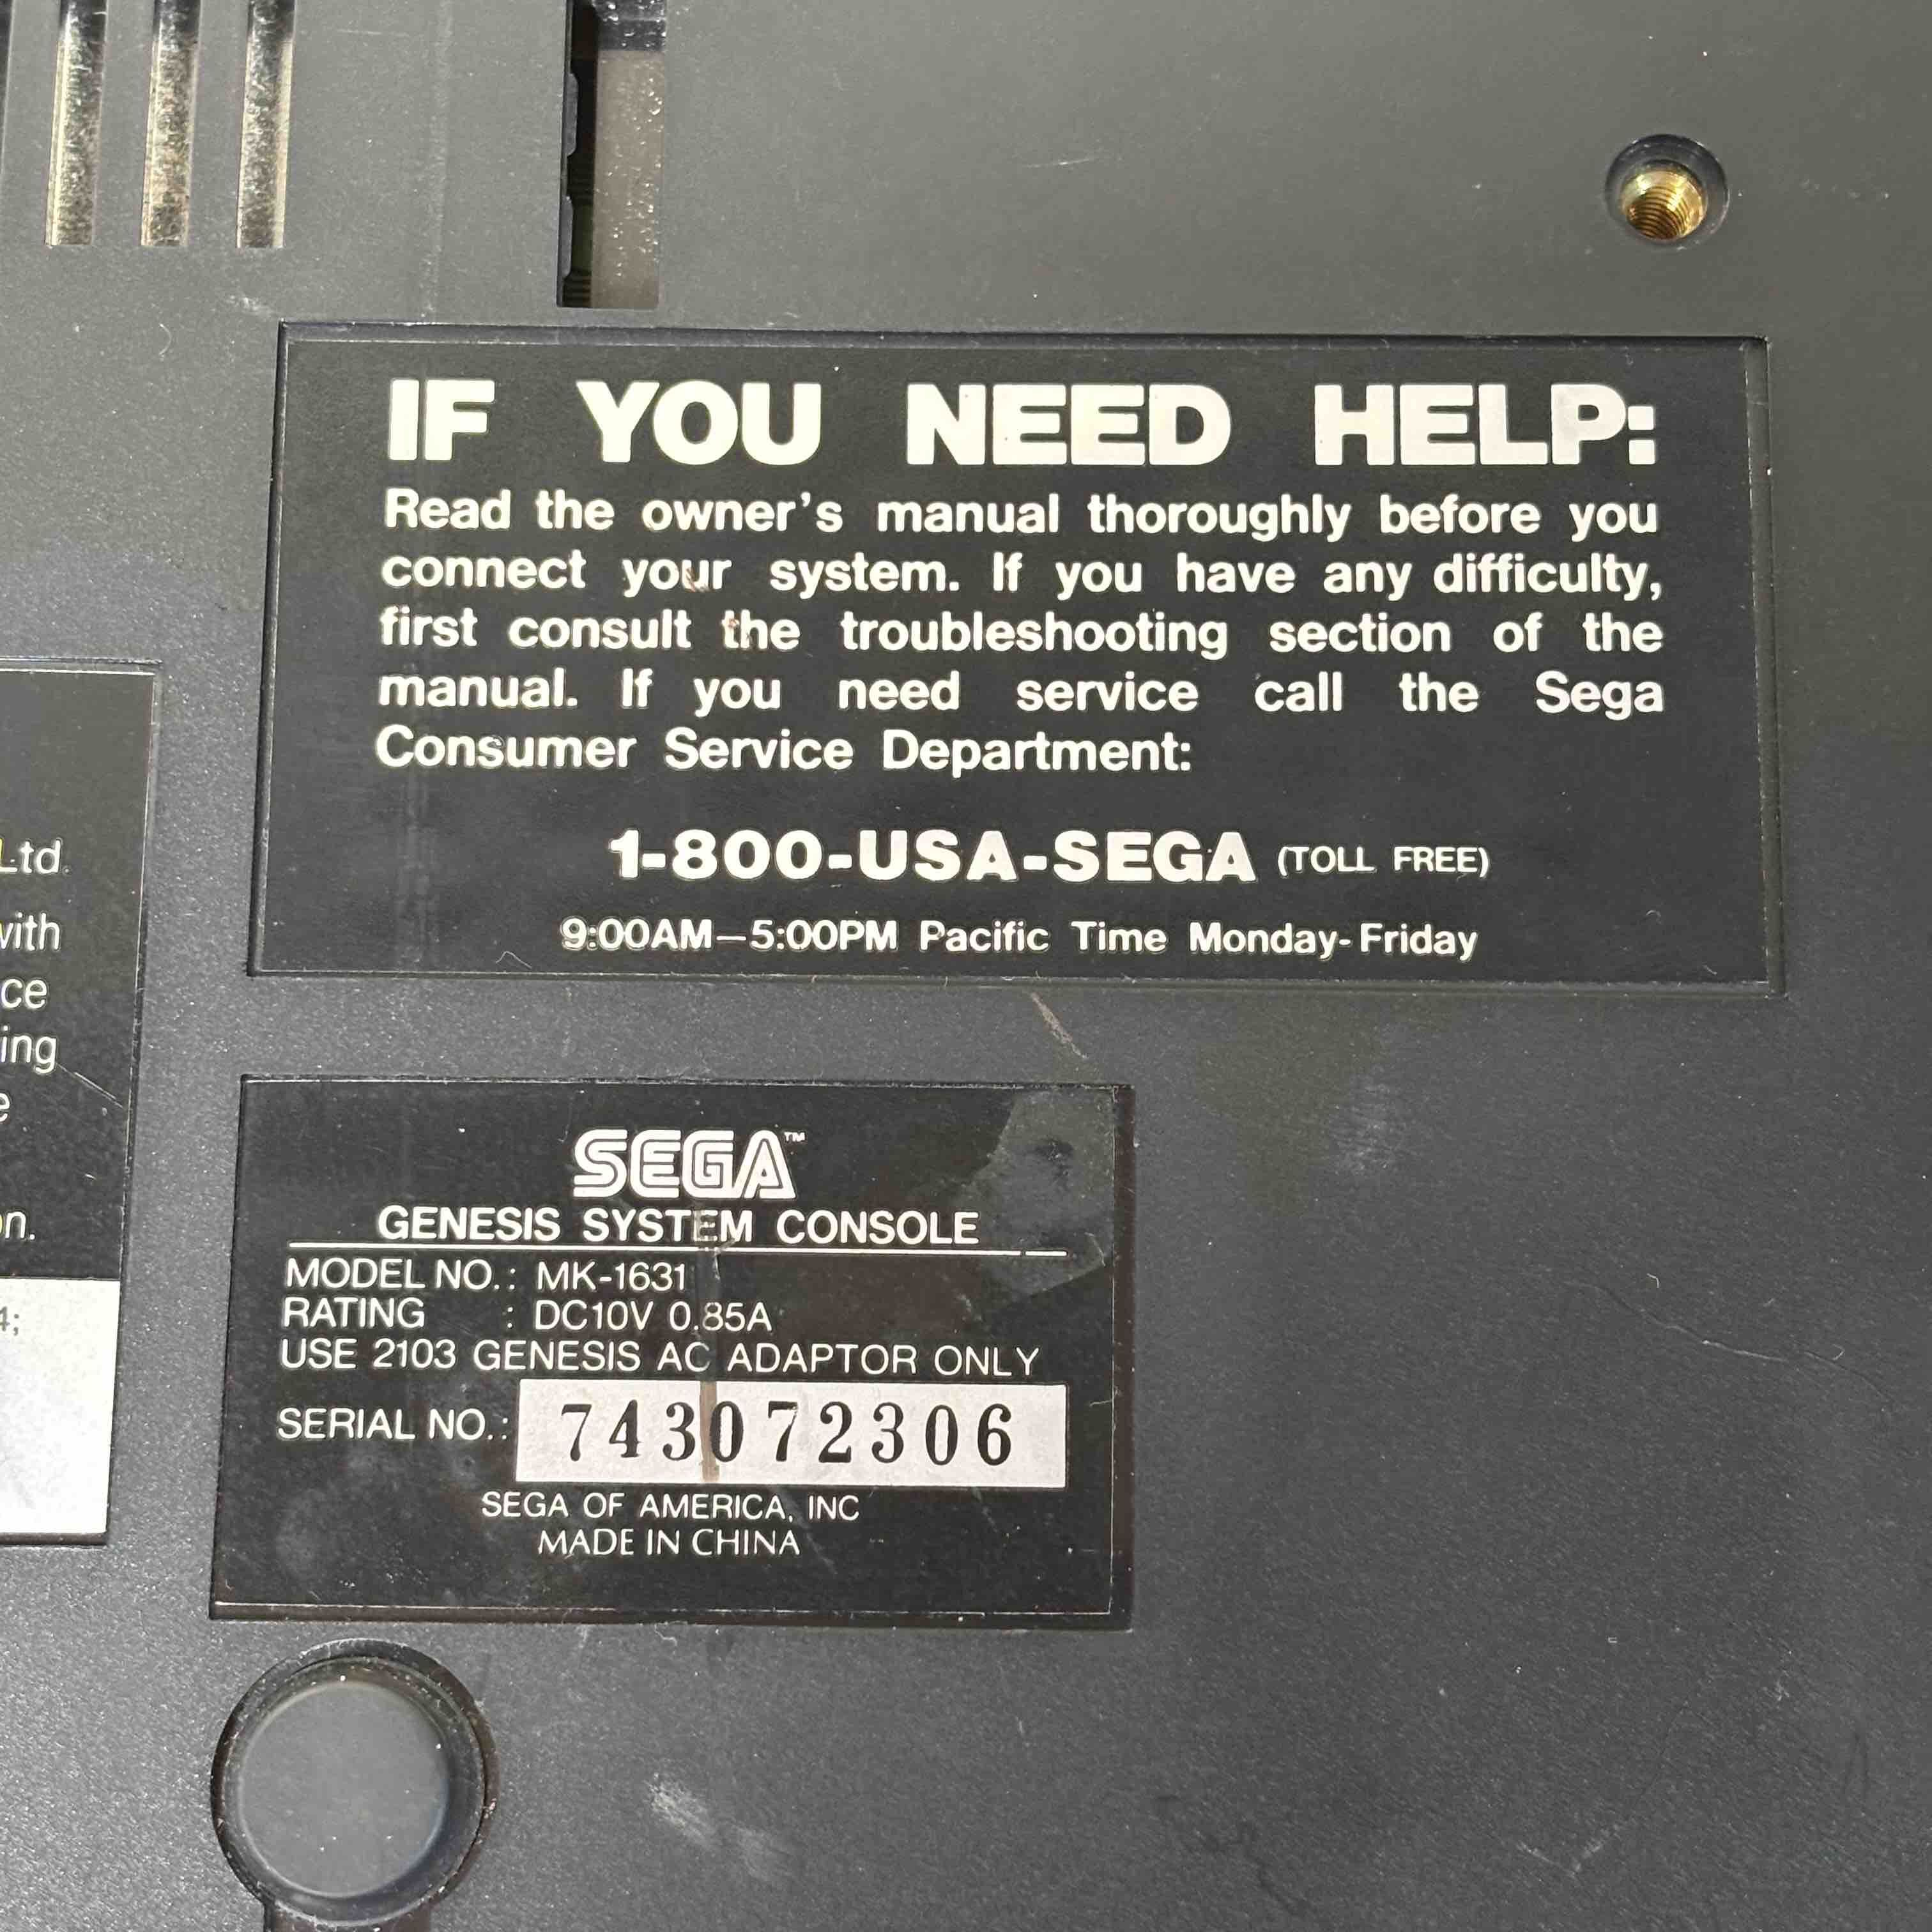 IF YOU NEED HELP:
Read the owner's manual thoroughly before you
connect your system. If you have any difficulty,
first consult the troubleshooting section of the
manual. If you need service call the Sega
Consumer Service Department:
1-800-USA-SEGA (TOLL FREE)
9:00AM–5:00PM Pacific Time Monday-Friday
Ltd.
with
SEGA™
GENESIS SYSTEM CONSOLE
MODEL NO.: MK-1631
RATING : DC10V 0.85A
USE 2103 GENESIS AC ADAPTOR ONLY
SERIAL NO.: 743072306
SEGA OF AMERICA, INC
MADE IN CHINA